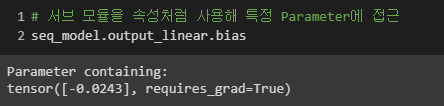 1 # 서브 모듈을 속성처럼 사용해 특정 Parameter에 접근
2 seq_model.output_linear.bias
Parameter containing:
tensor([-0.0243], requires_grad=True)